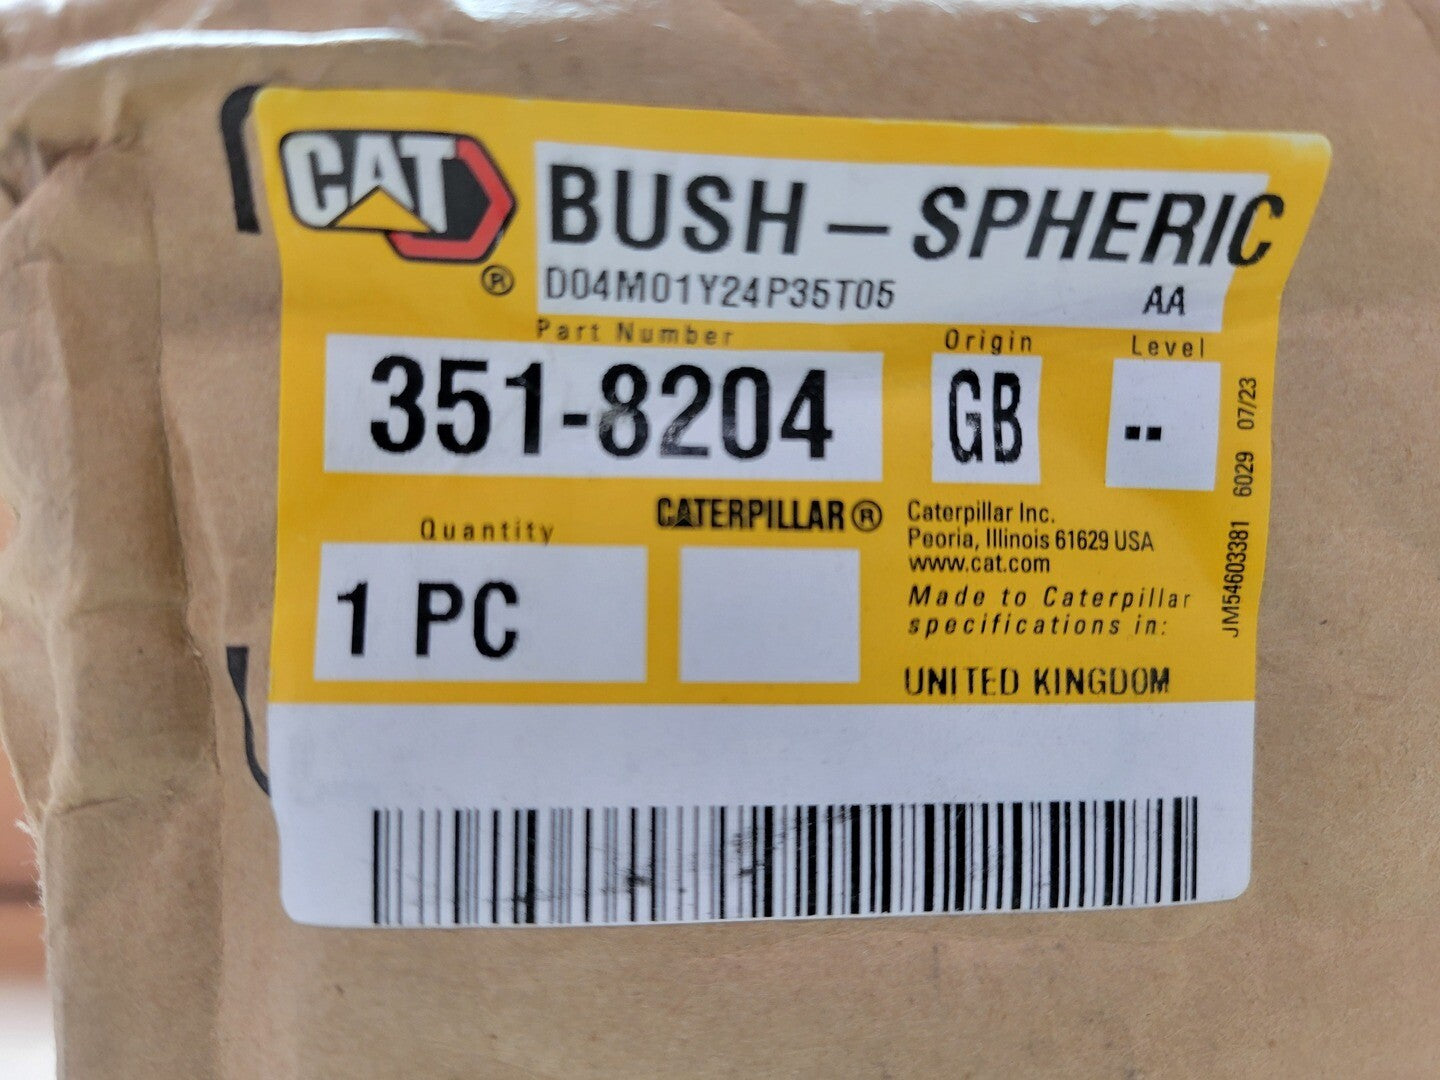 CAT
®
BUSH – SPHERIC
D04M01Y24P35T05 AA
Part Number Origin Level
351-8204 GB --
Quantity
1 PC
CATERPILLAR®
Caterpillar Inc.
Peoria, Illinois 61629 USA
www.cat.com
Made to Caterpillar
specifications in:
UNITED KINGDOM
JM54603381 6029 07/23